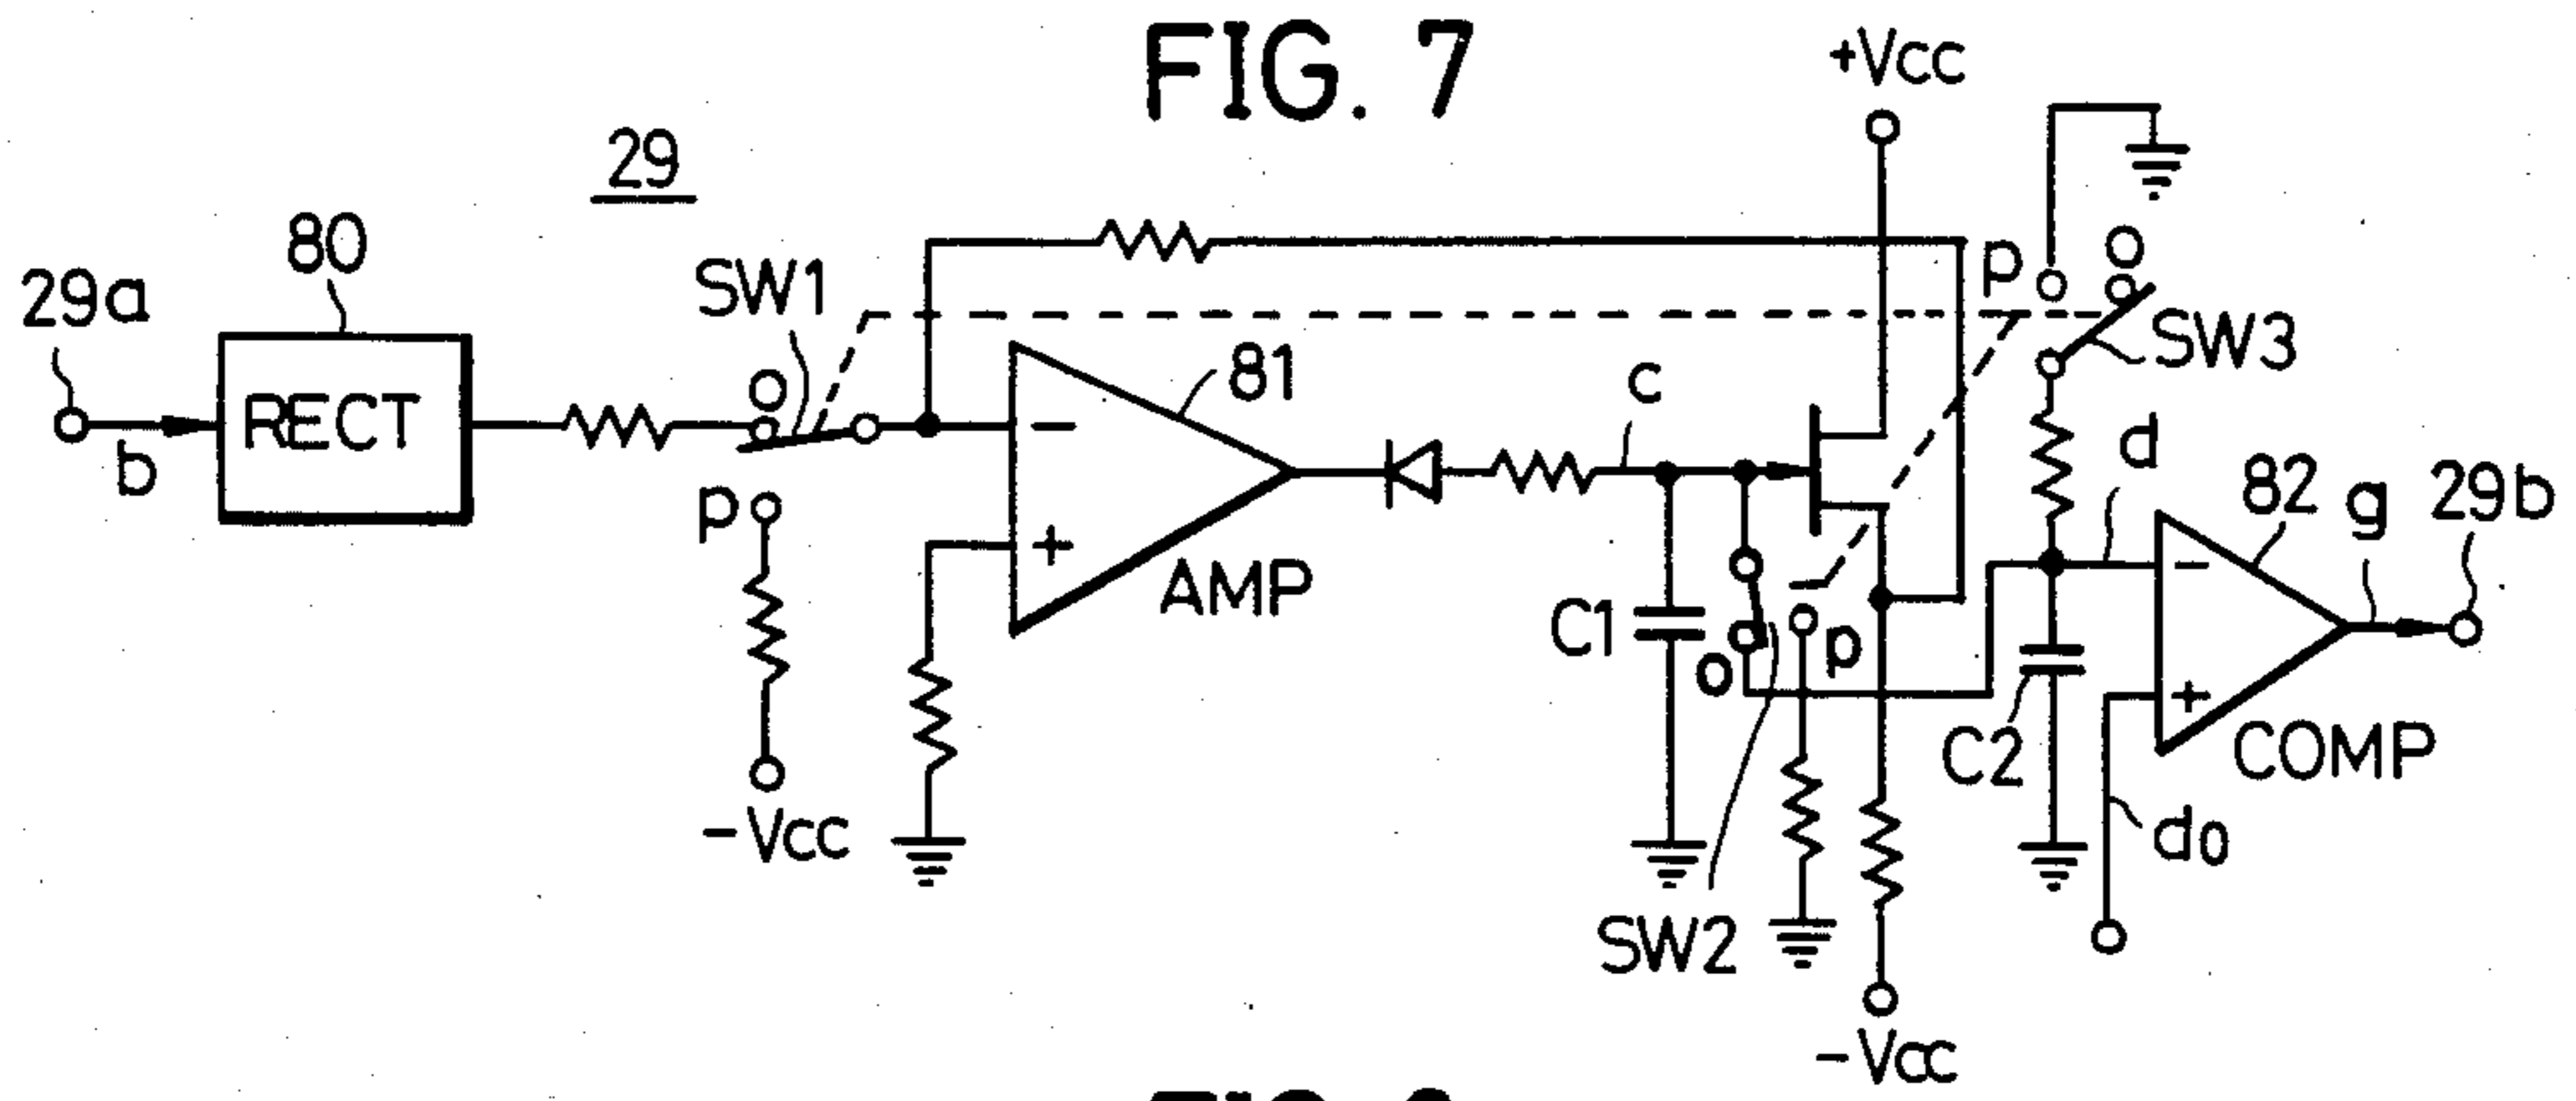 FIG. 7
+Vcc
29
80
29a
SW1
p
O
RECT
b
O
81
c
SW3
d
82
g
29b
p
-
+
AMP
C1
o
p
-
+
COMP
C2
-Vcc
SW2
do
-Vcc